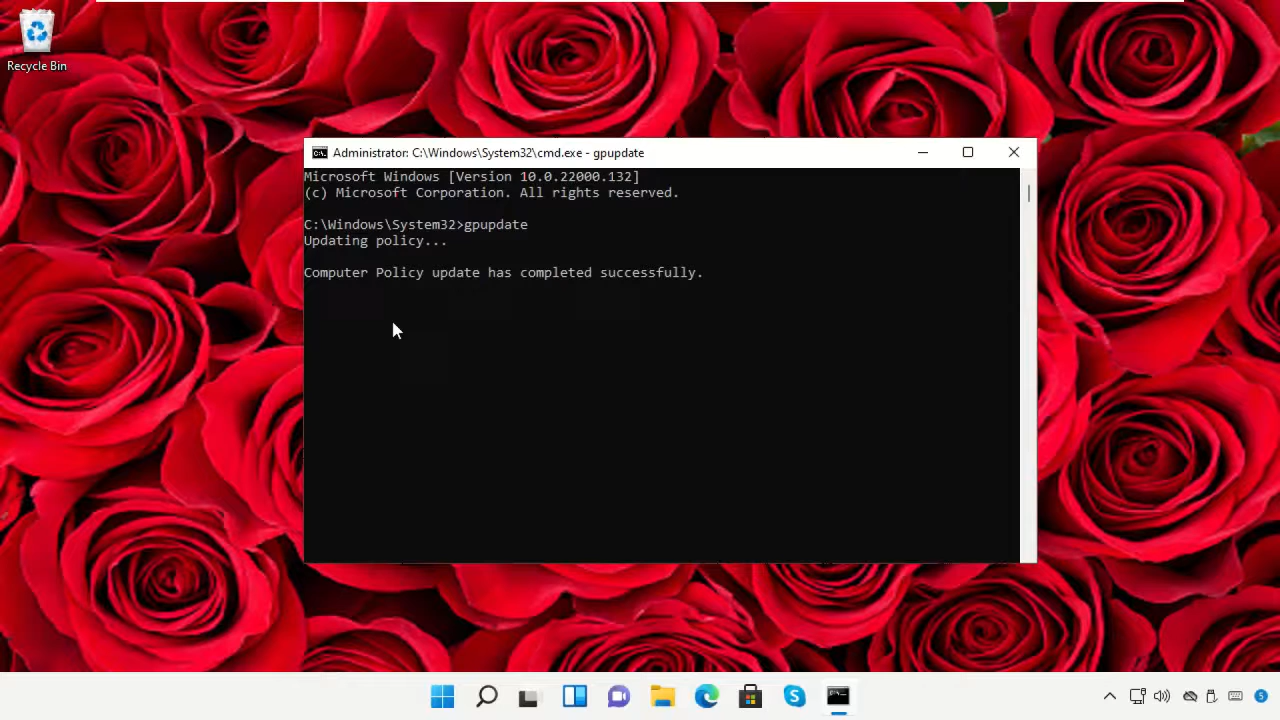 Recycle Bin
Administrator: C:\Windows\System32\cmd.exe - gpupdate
Microsoft Windows [Version 10.0.22000.132]
(c) Microsoft Corporation. All rights reserved.
C:\Windows\System32>gpupdate
Updating policy...
Computer Policy update has completed successfully.
5